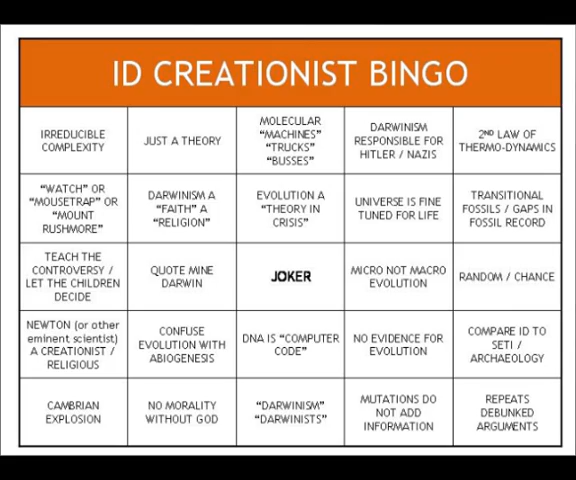 ID CREATIONIST BINGO
IRREDUCIBLE
COMPLEXITY
JUST A THEORY
MOLECULAR
“MACHINES”
“TRUCKS”
“BUSSES”
DARWINISM
RESPONSIBLE FOR
HITLER / NAZIS
2ND LAW OF
THERMO-DYNAMICS
“WATCH” OR
“MOUSETRAP” OR
“MOUNT
RUSHMORE”
DARWINISM A
“FAITH” A
“RELIGION”
EVOLUTION A
“THEORY IN
CRISIS”
UNIVERSE IS FINE
TUNED FOR LIFE
TRANSITIONAL
FOSSILS / GAPS IN
FOSSIL RECORD
TEACH THE
CONTROVERSY /
LET THE CHILDREN
DECIDE
QUOTE MINE
DARWIN
JOKER
MICRO NOT MACRO
EVOLUTION
RANDOM / CHANCE
NEWTON (or other
eminent scientist)
A CREATIONIST /
RELIGIOUS
CONFUSE
EVOLUTION WITH
ABIOGENESIS
DNA IS “COMPUTER
CODE”
NO EVIDENCE FOR
EVOLUTION
COMPARE ID TO
SETI /
ARCHAEOLOGY
CAMBRIAN
EXPLOSION
NO MORALITY
WITHOUT GOD
“DARWINISM”
“DARWINISTS”
MUTATIONS DO
NOT ADD
INFORMATION
REPEATS
DEBUNKED
ARGUMENTS